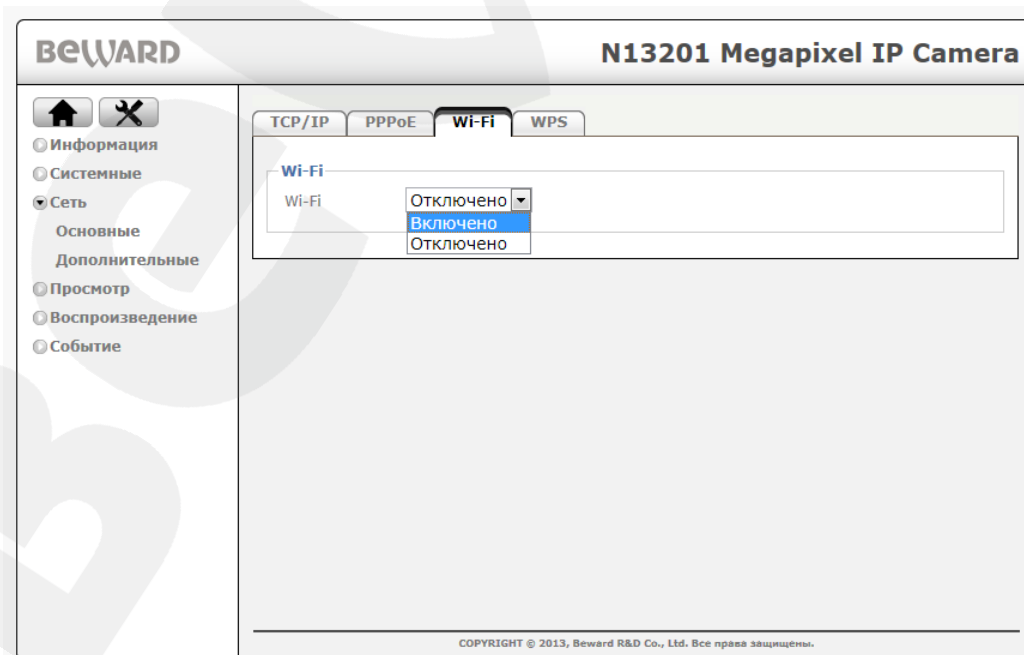 BEWARD
N13201 Megapixel IP Camera
TCP/IP PPPoE Wi-Fi WPS
Информация
Системные
Сеть
Основные
Дополнительные
Просмотр
Воспроизведение
Событие
Wi-Fi
Wi-Fi Отключено
Включено
Отключено
COPYRIGHT © 2013, Beward R&D Co., Ltd. Все права защищены.